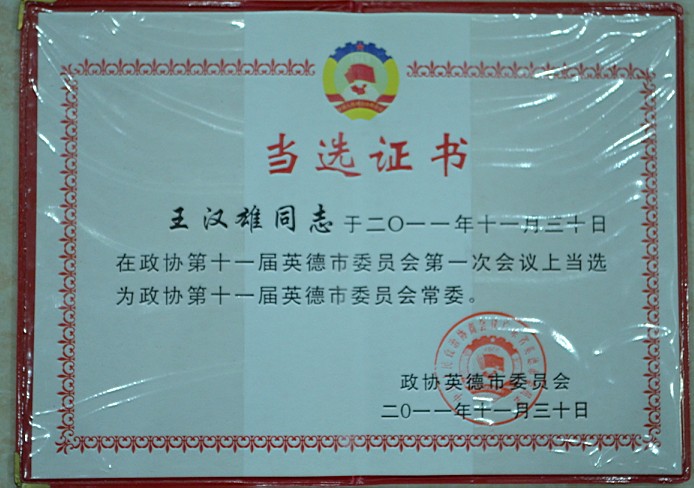 当选证书
王汉雄同志于二〇一一年十一月三十日
在政协第十一届英德市委员会第一次会议上当选
为政协第十一届英德市委员会常委。
政协英德市委员会
二〇一一年十一月三十日